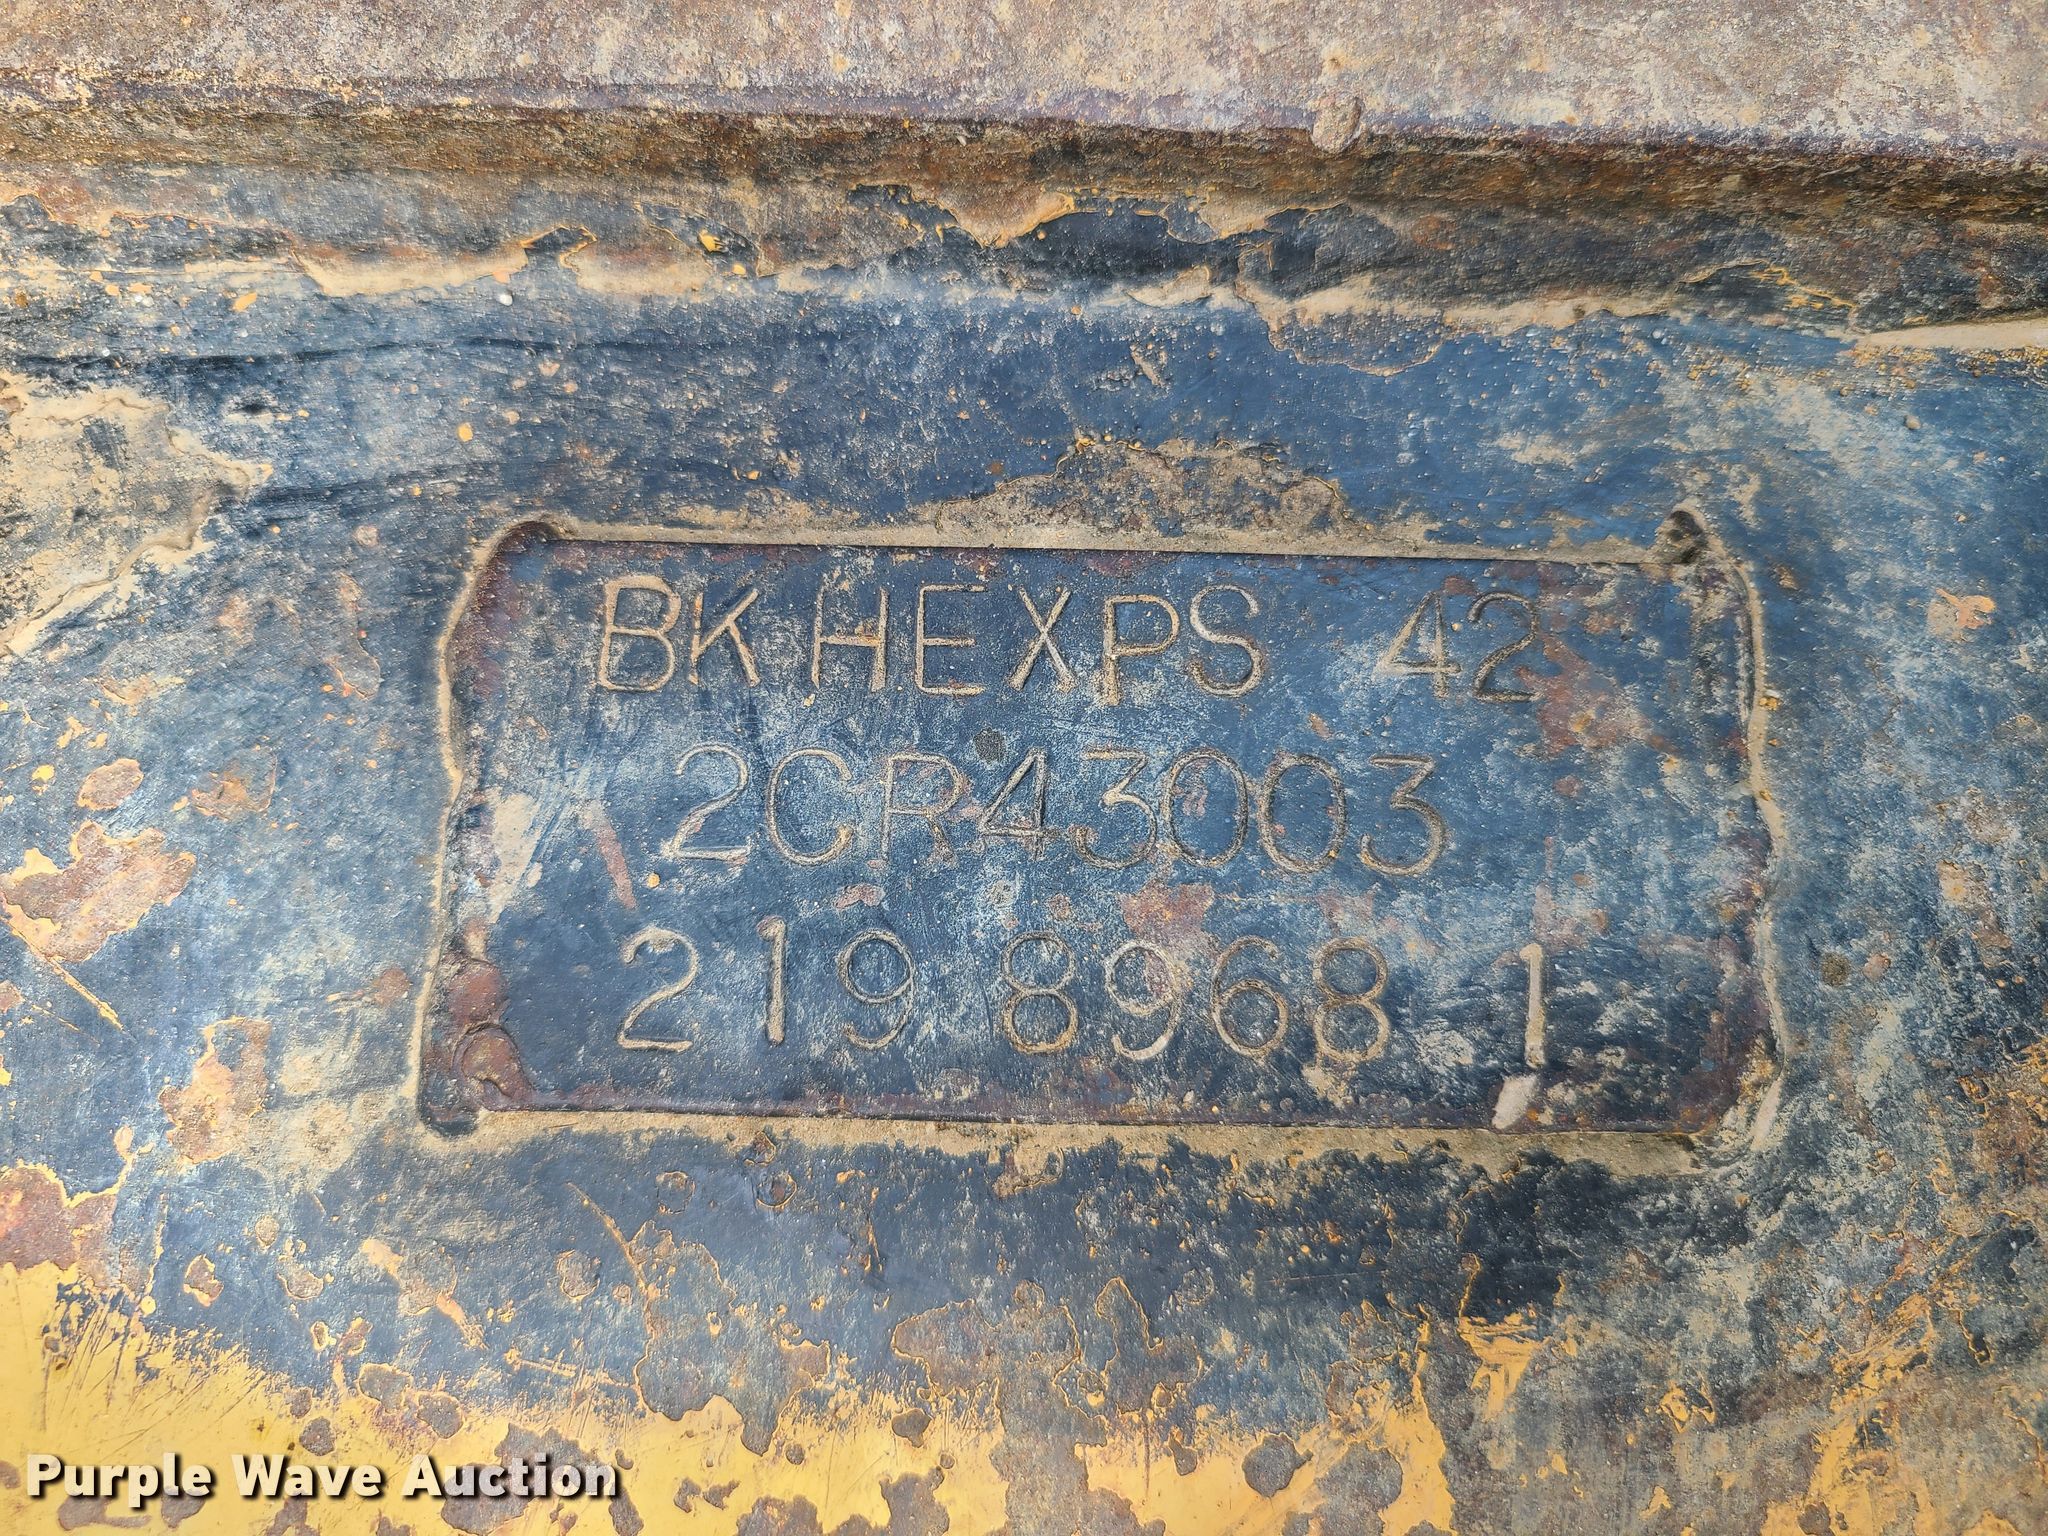 BK HEXPS 42
2CR43003
219 8968 1
Purple Wave Auction